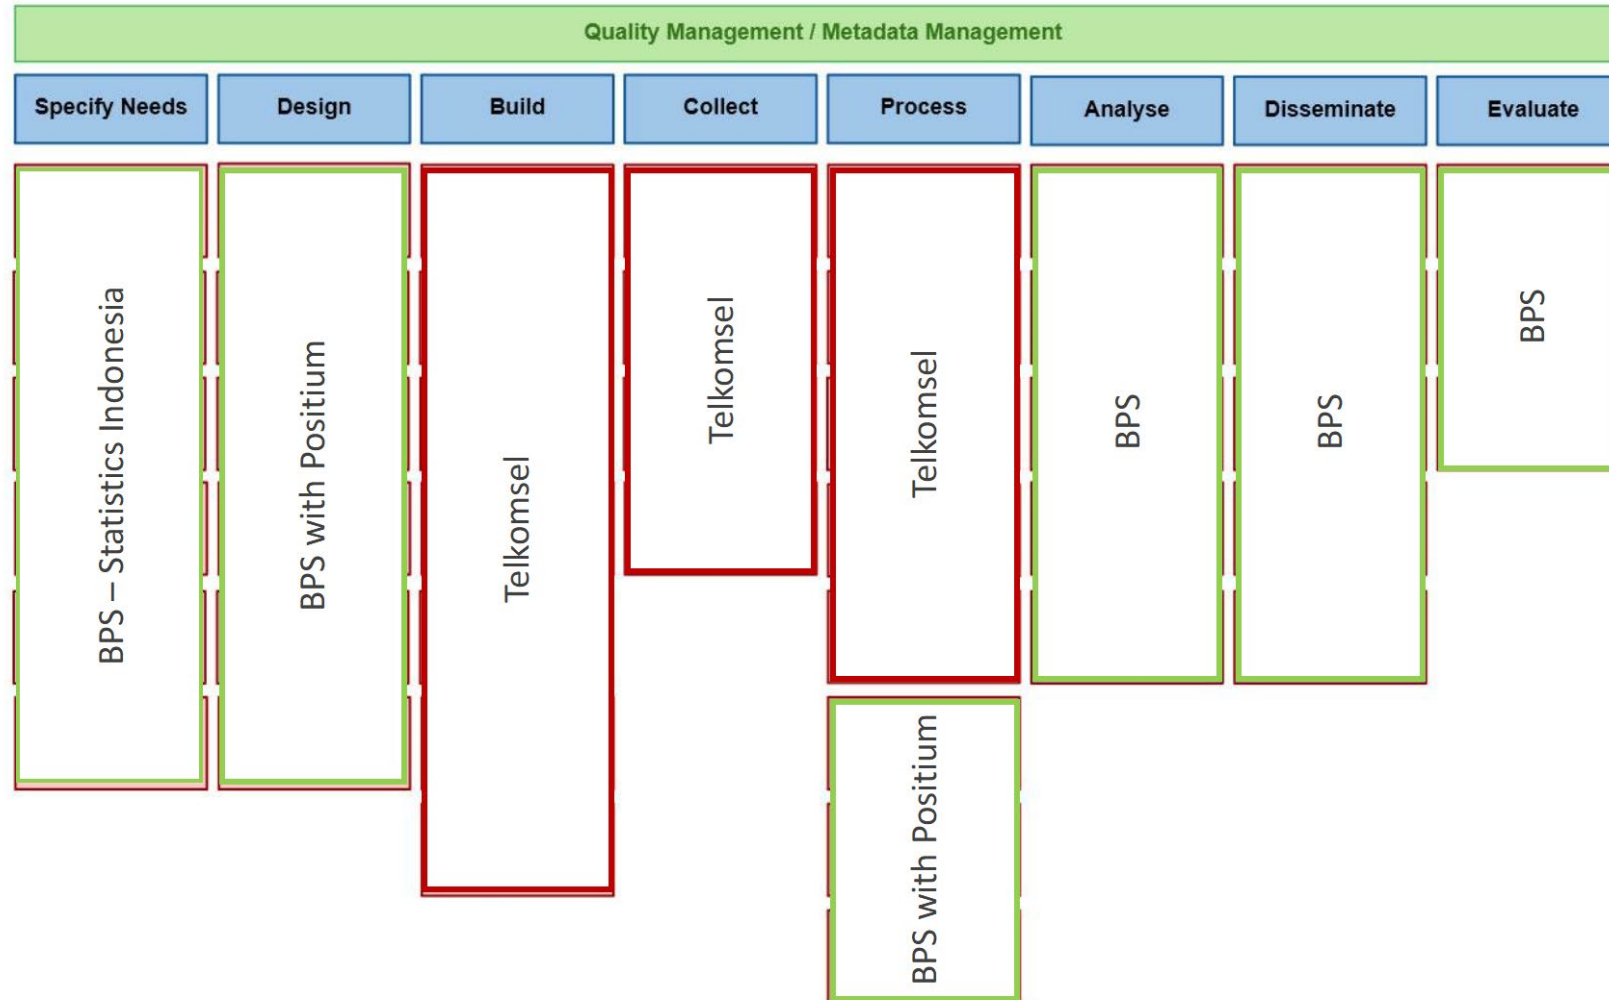 Quality Management / Metadata Management
Specify Needs
Design
Build
Collect
Process
Analyse
Disseminate
Evaluate
BPS – Statistics Indonesia
BPS with Positium
Telkomsel
Telkomsel
Telkomsel
BPS with Positium
BPS
BPS
BPS